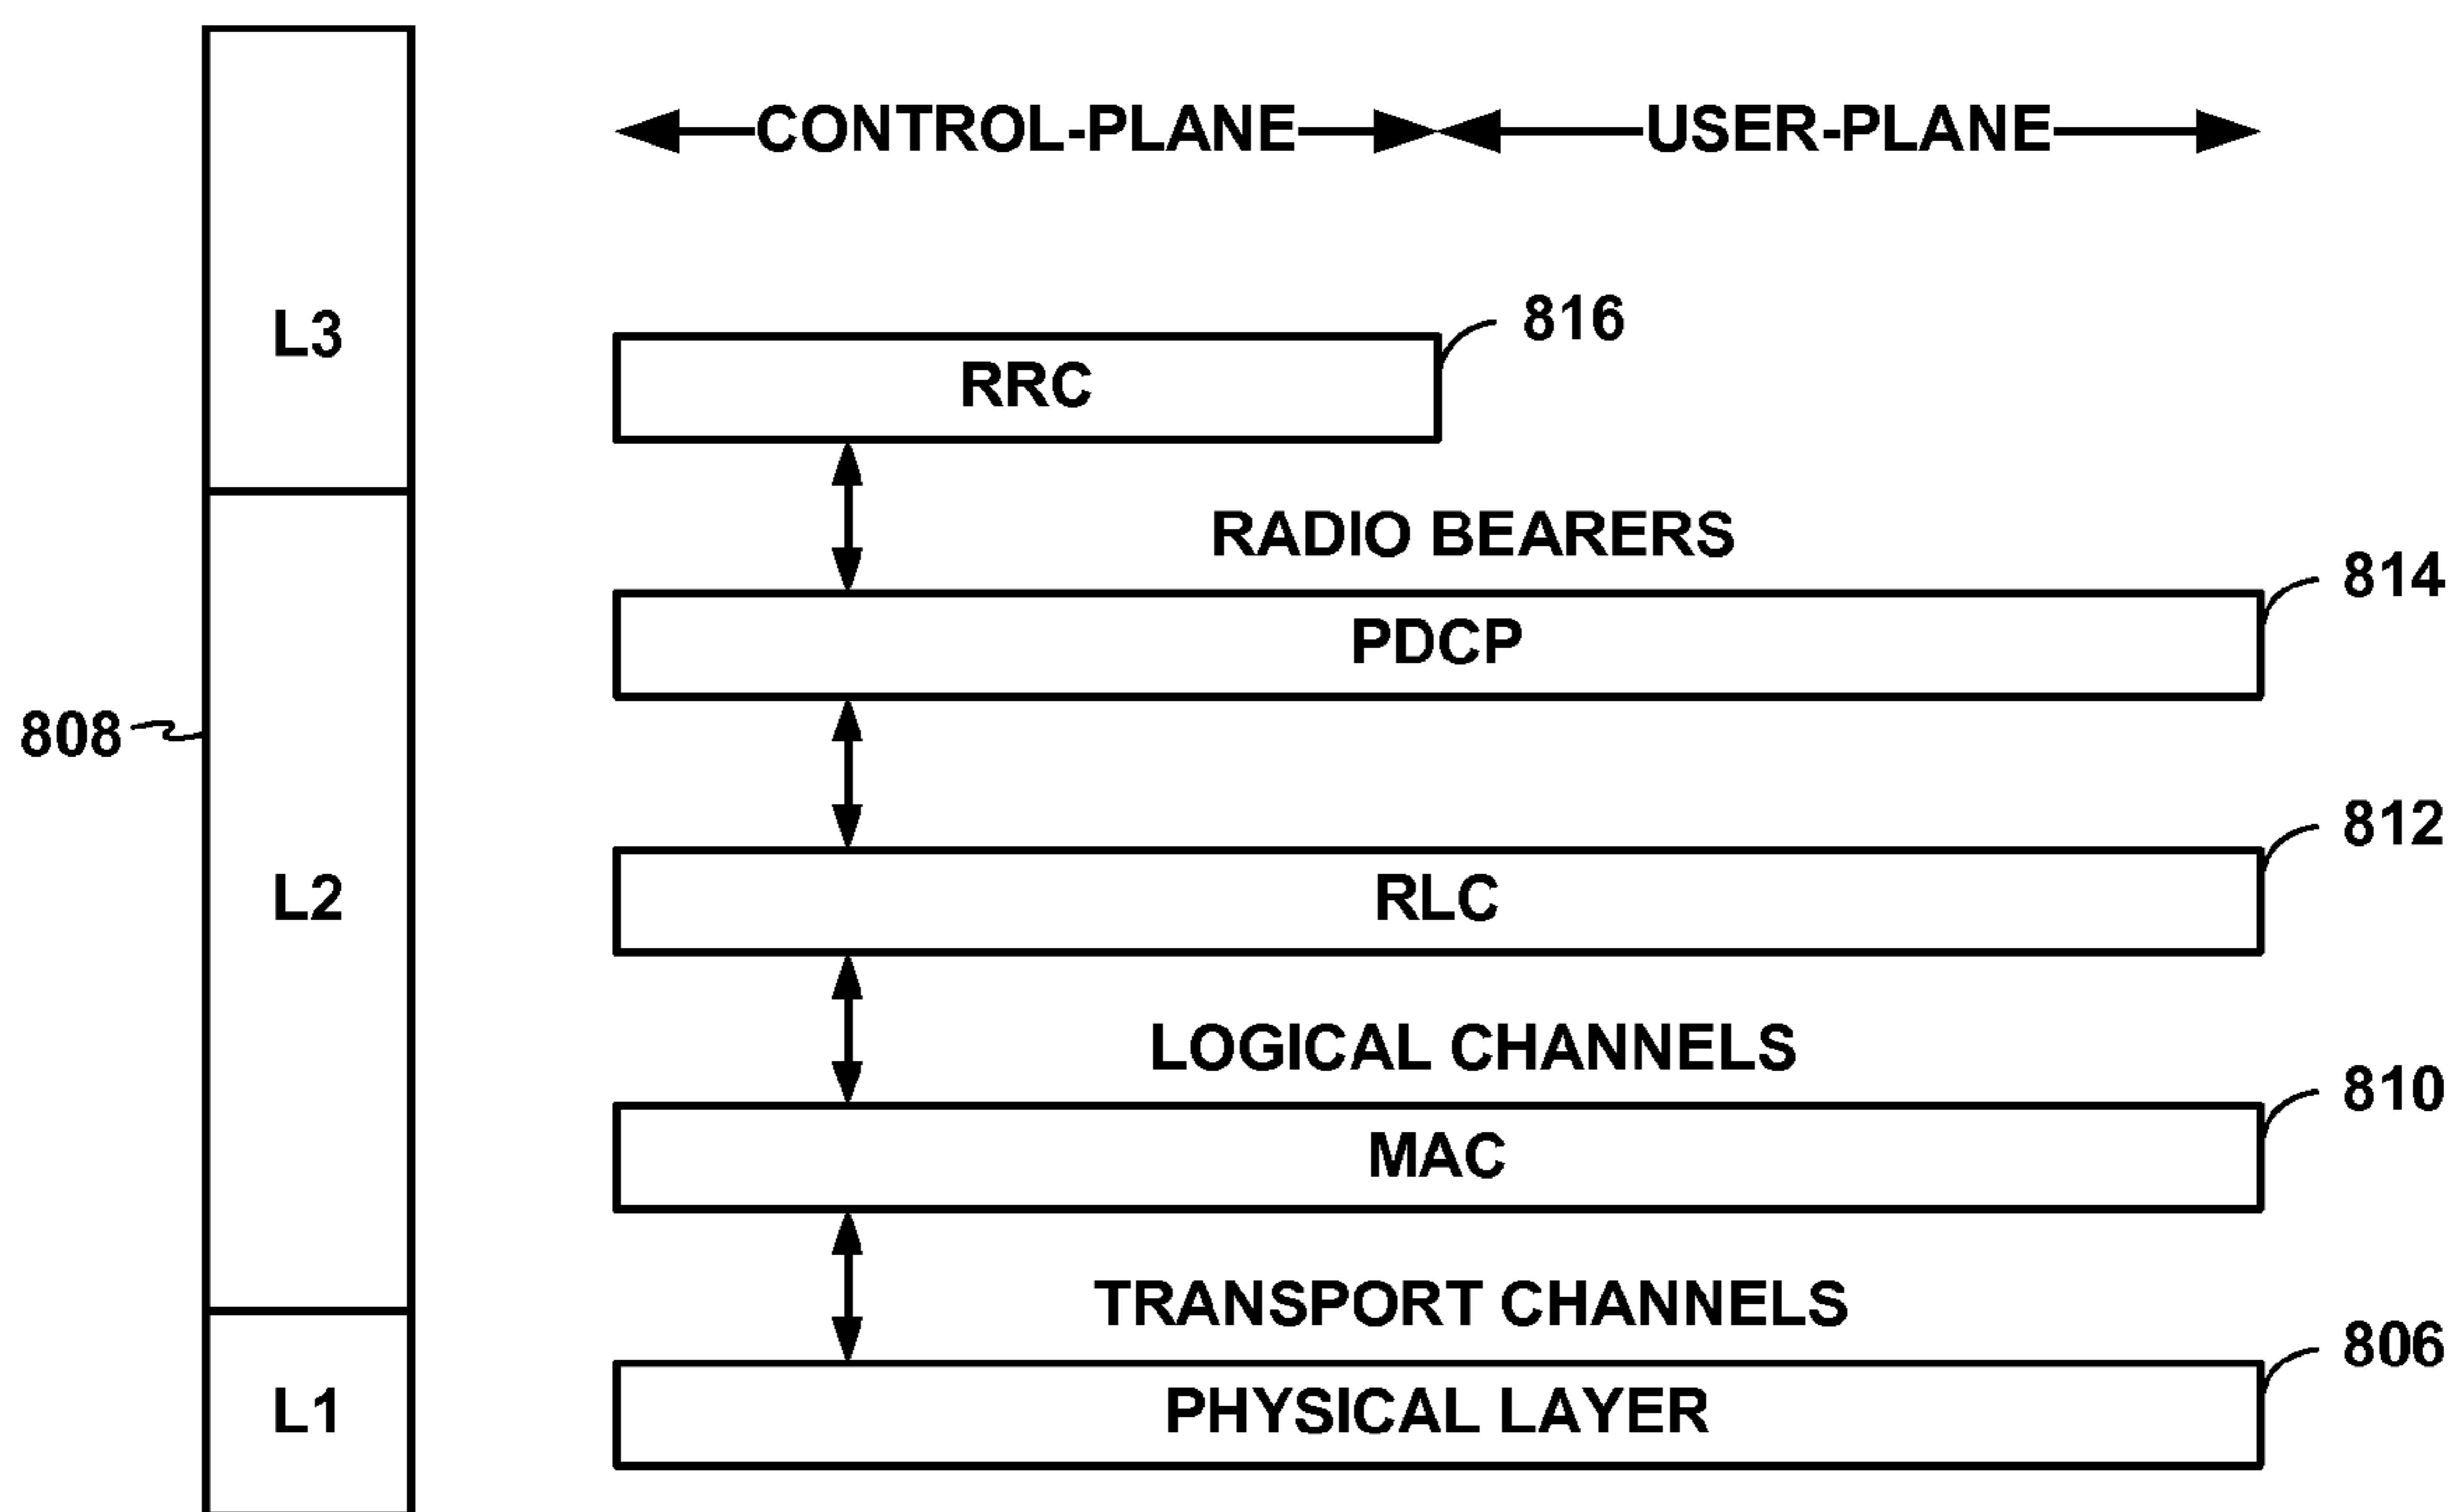 CONTROL-PLANE USER-PLANE
L3
816
RRC
RADIO BEARERS
814
PDCP
808
812
L2
RLC
LOGICAL CHANNELS
810
MAC
TRANSPORT CHANNELS
806
L1
PHYSICAL LAYER